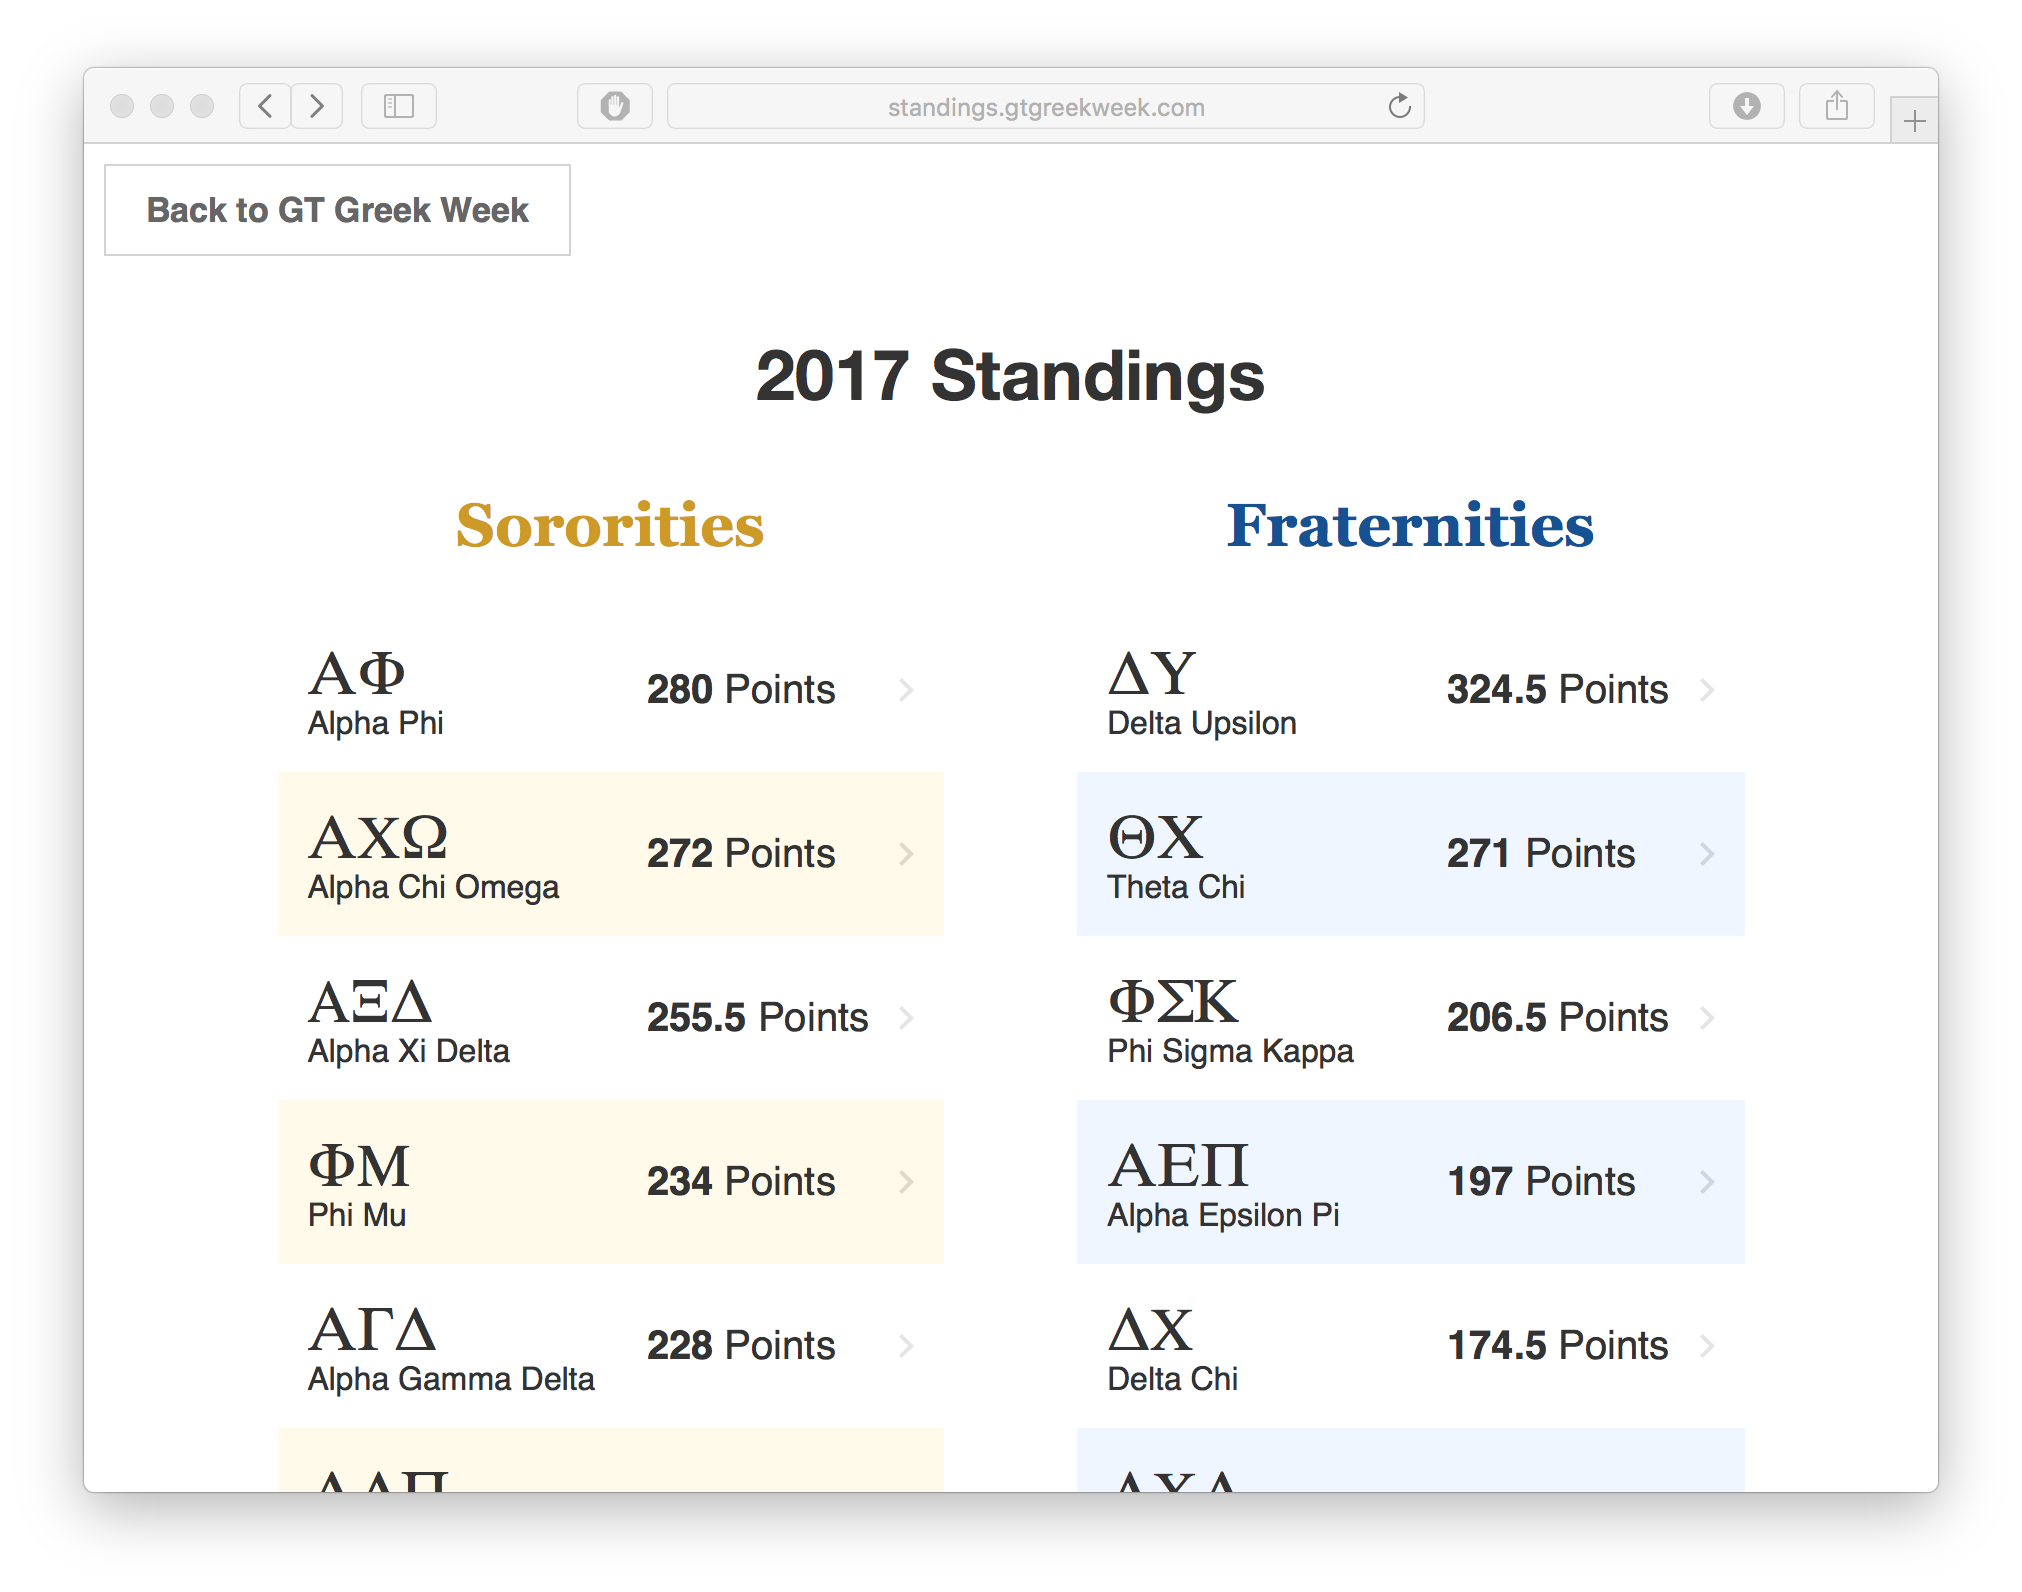 standings.gtgreekweek.com
Back to GT Greek Week
2017 Standings
Sororities
ΑΦ
Alpha Phi
280 Points
ΑΧΩ
Alpha Chi Omega
272 Points
ΑΞΔ
Alpha Xi Delta
255.5 Points
ΦΜ
Phi Mu
234 Points
ΑΓΔ
Alpha Gamma Delta
228 Points
Fraternities
ΔΥ
Delta Upsilon
324.5 Points
ΘΧ
Theta Chi
271 Points
ΦΣΚ
Phi Sigma Kappa
206.5 Points
ΑΕΠ
Alpha Epsilon Pi
197 Points
ΔΧ
Delta Chi
174.5 Points